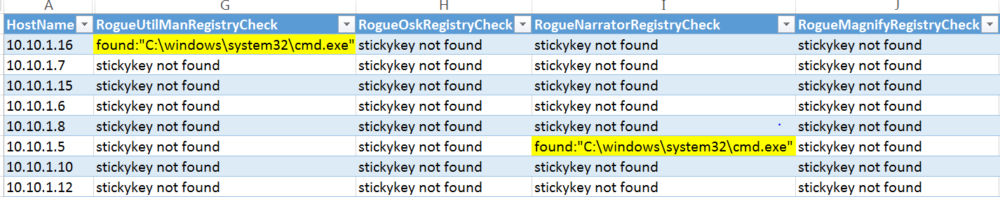 A G H I J
HostName RogueUtilManRegistryCheck RogueOskRegistryCheck RogueNarratorRegistryCheck RogueMagnifyRegistryCheck
10.10.1.16 found:"C:\windows\system32\cmd.exe" stickykey not found stickykey not found stickykey not found
10.10.1.7 stickykey not found stickykey not found stickykey not found stickykey not found
10.10.1.15 stickykey not found stickykey not found stickykey not found stickykey not found
10.10.1.6 stickykey not found stickykey not found stickykey not found stickykey not found
10.10.1.8 stickykey not found stickykey not found stickykey not found stickykey not found
10.10.1.5 stickykey not found stickykey not found found:"C:\windows\system32\cmd.exe" stickykey not found
10.10.1.10 stickykey not found stickykey not found stickykey not found stickykey not found
10.10.1.12 stickykey not found stickykey not found stickykey not found stickykey not found